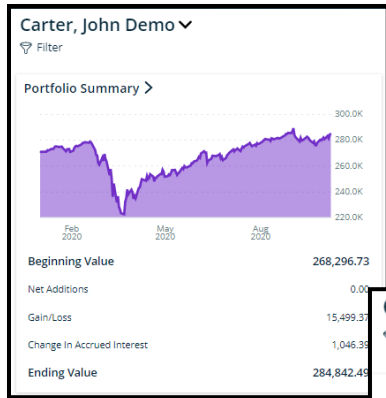 Carter, John Demo
Filter
Portfolio Summary
300.0K
280.0K
260.0K
240.0K
220.0K
Feb 2020
May 2020
Aug 2020
Beginning Value 268,296.73
Net Additions 0.00
Gain/Loss 15,499.37
Change In Accrued Interest 1,046.39
Ending Value 284,842.49